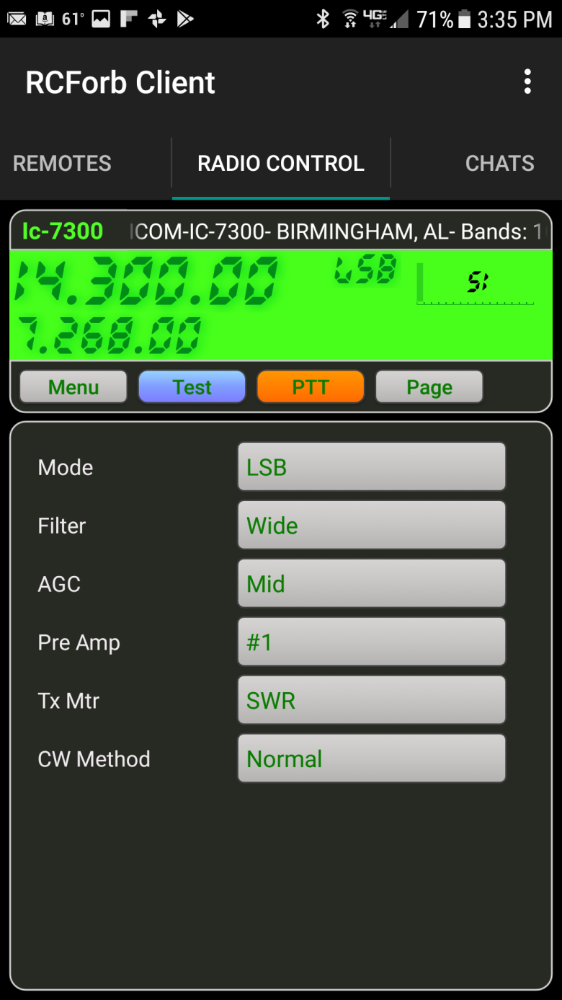 61° 4G LTE 71% 3:35 PM
RCForb Client
REMOTES RADIO CONTROL CHATS
Ic-7300 ICOM-IC-7300- BIRMINGHAM, AL- Bands: 1
14.300.00 LSB S1
7.268.00
Menu Test PTT Page
Mode LSB
Filter Wide
AGC Mid
Pre Amp #1
Tx Mtr SWR
CW Method Normal